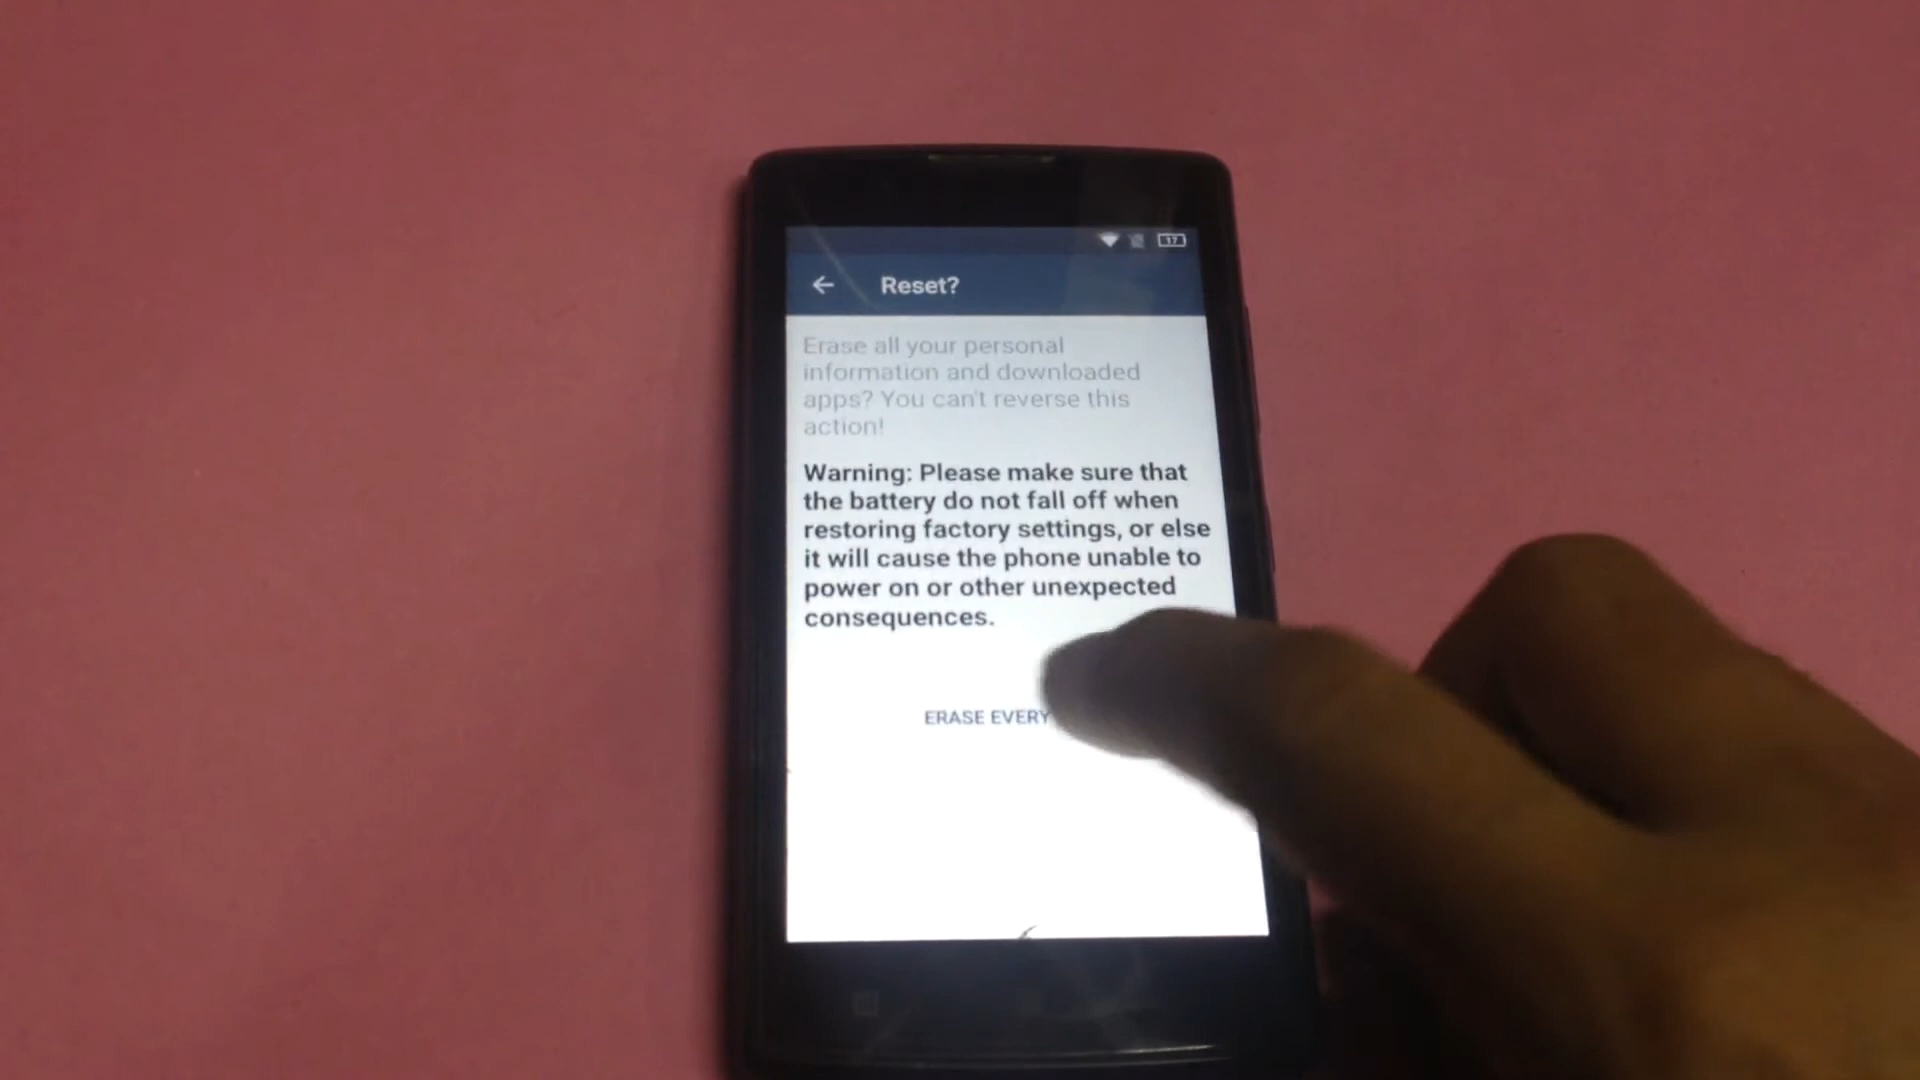 17
Reset?
Erase all your personal
information and downloaded
apps? You can't reverse this
action!
Warning: Please make sure that
the battery do not fall off when
restoring factory settings, or else
it will cause the phone unable to
power on or other unexpected
consequences.
ERASE EVERY